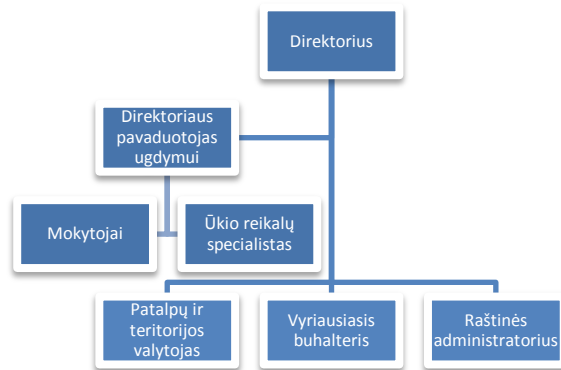 Direktorius
Direktoriaus
pavaduotojas
ugdymui
Mokytojai
Ūkio reikalų
specialistas
Patalpų ir
teritorijos
valytojas
Vyriausiasis
buhalteris
Raštinės
administratorius